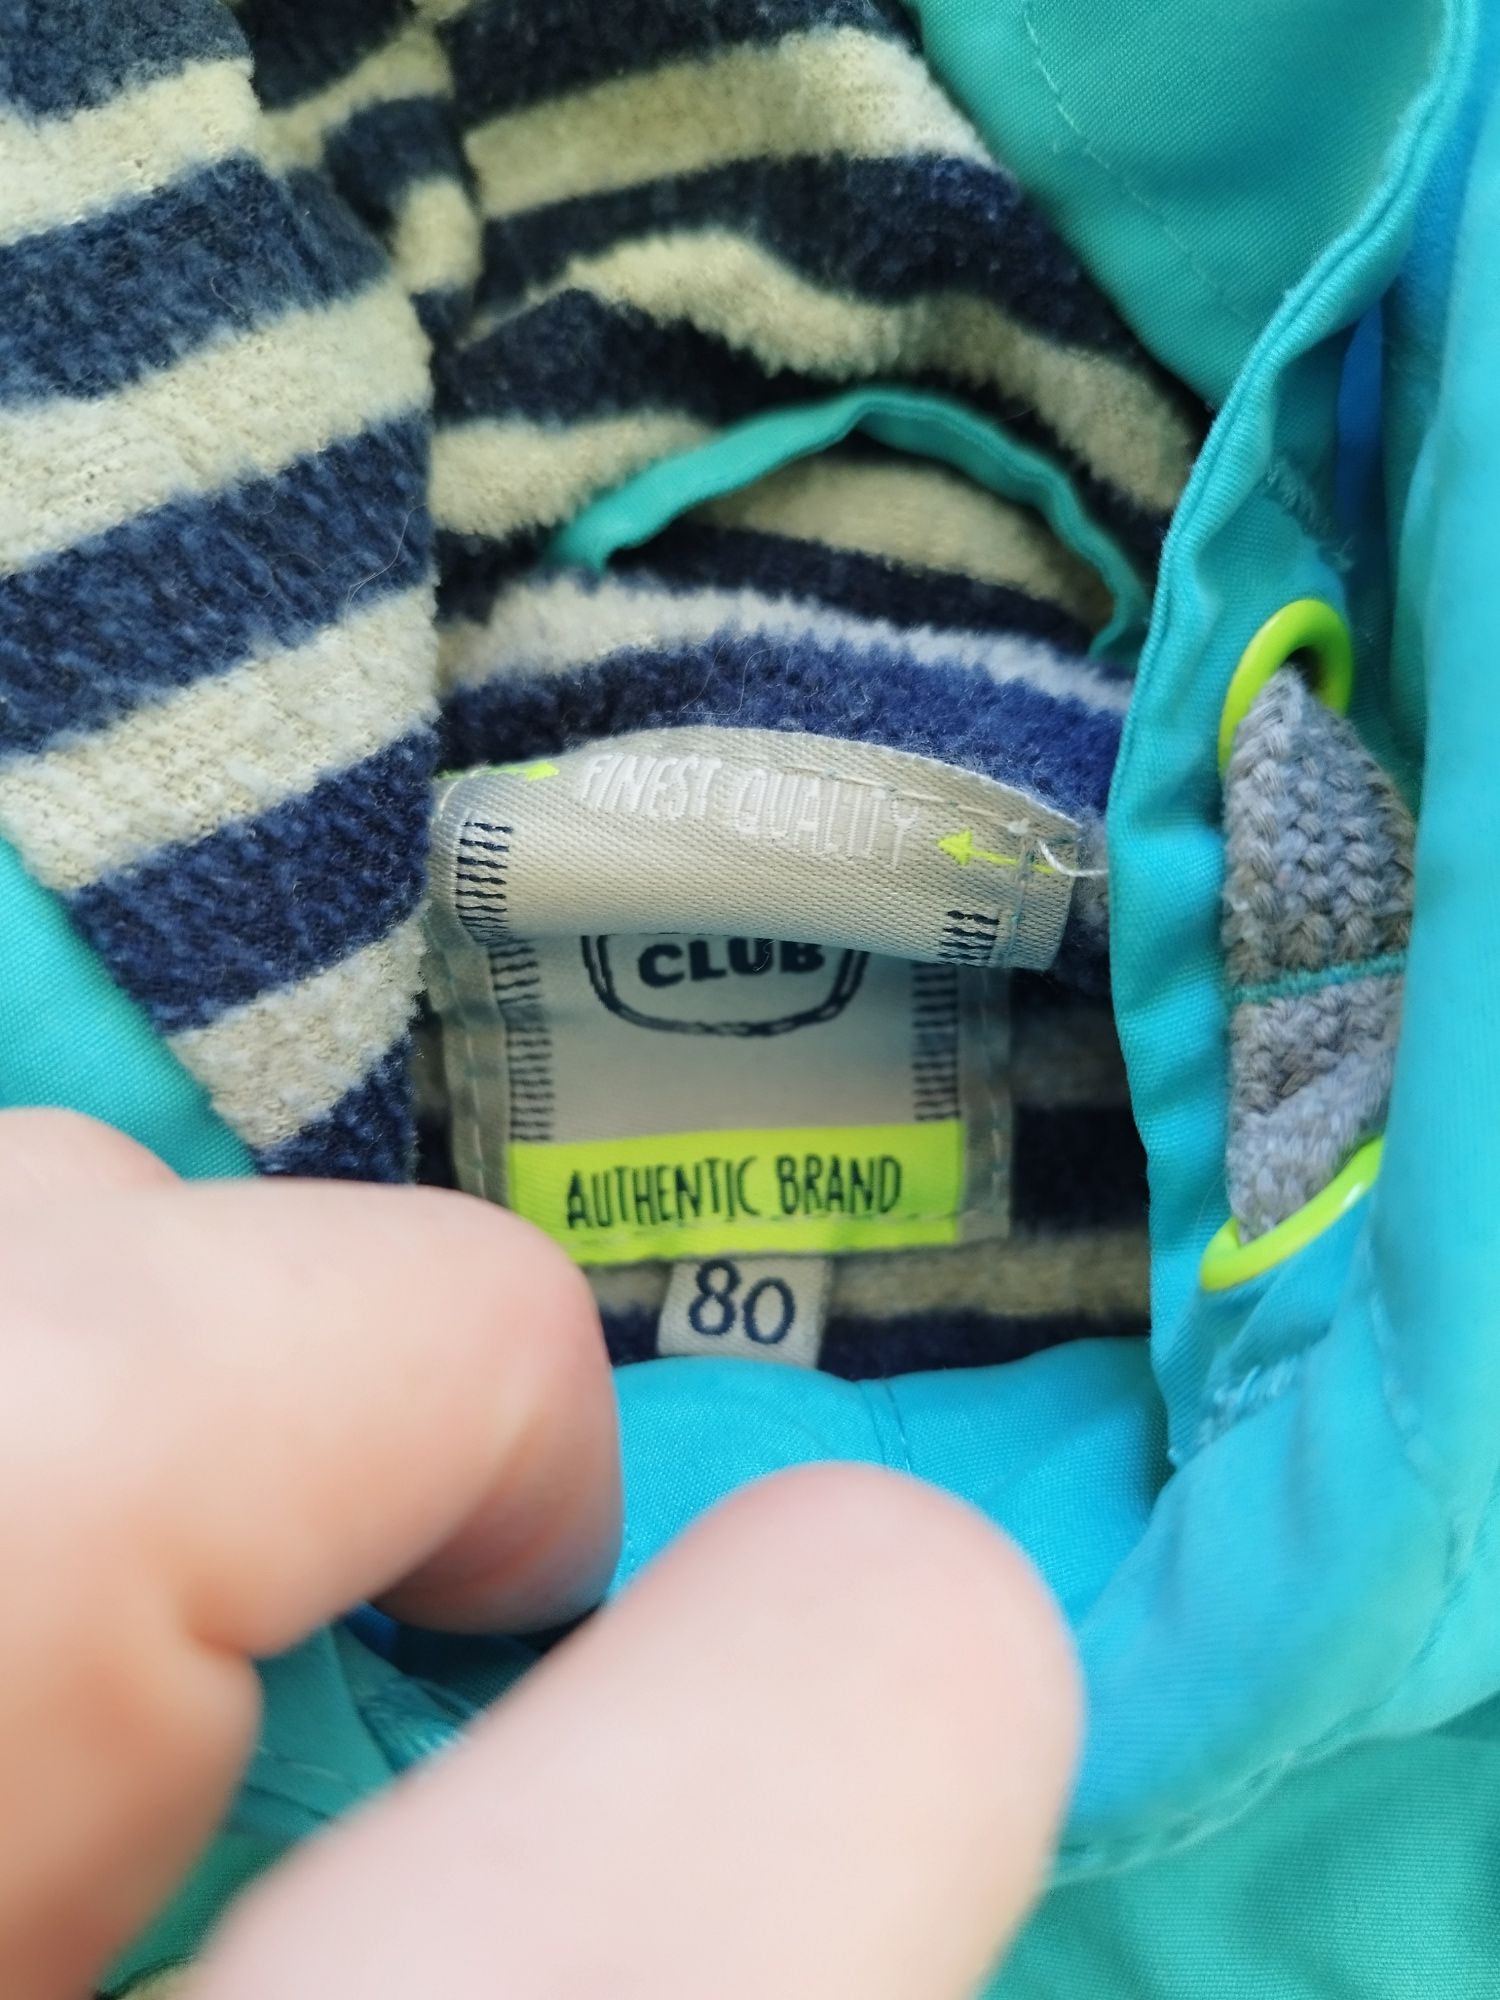 FINEST QUALITY
CLUB
AUTHENTIC BRAND
80